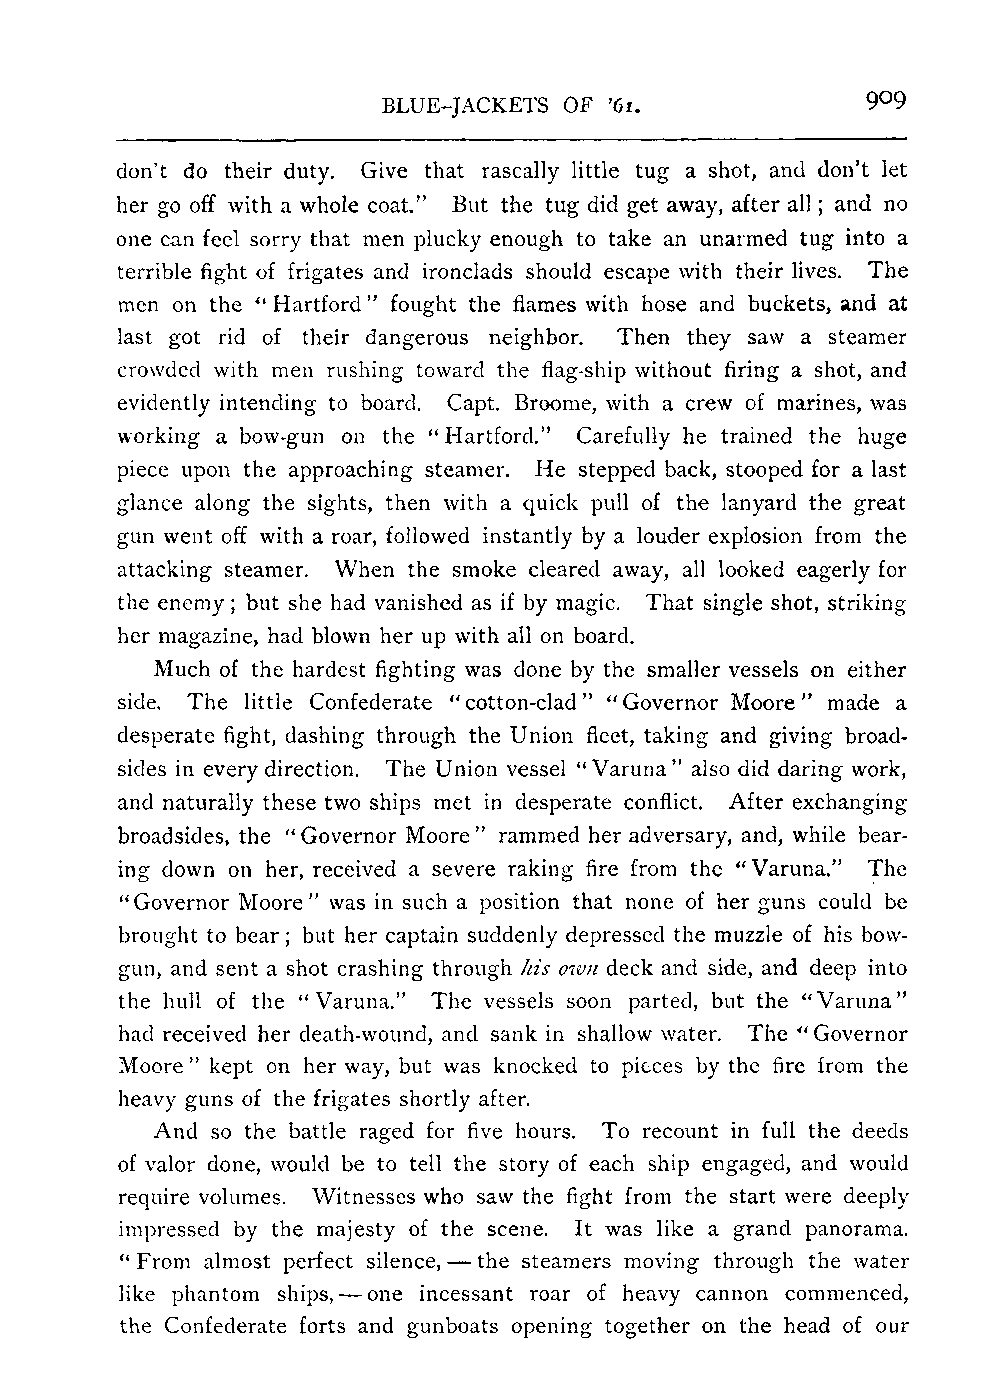 BLUE-JACKETS OF '61. 909
don't do their duty. Give that rascally little tug a shot, and don't let
her go off with a whole coat." But the tug did get away, after all; and no
one can feel sorry that men plucky enough to take an unarmed tug into a
terrible fight of frigates and ironclads should escape with their lives. The
men on the "Hartford" fought the flames with hose and buckets, and at
last got rid of their dangerous neighbor. Then they saw a steamer
crowded with men rushing toward the flag-ship without firing a shot, and
evidently intending to board. Capt. Broome, with a crew of marines, was
working a bow-gun on the "Hartford." Carefully he trained the huge
piece upon the approaching steamer. He stepped back, stooped for a last
glance along the sights, then with a quick pull of the lanyard the great
gun went off with a roar, followed instantly by a louder explosion from the
attacking steamer. When the smoke cleared away, all looked eagerly for
the enemy; but she had vanished as if by magic. That single shot, striking
her magazine, had blown her up with all on board.
Much of the hardest fighting was done by the smaller vessels on either
side. The little Confederate "cotton-clad" "Governor Moore" made a
desperate fight, dashing through the Union fleet, taking and giving broad-
sides in every direction. The Union vessel "Varuna" also did daring work,
and naturally these two ships met in desperate conflict. After exchanging
broadsides, the "Governor Moore" rammed her adversary, and, while bear-
ing down on her, received a severe raking fire from the "Varuna." The
"Governor Moore" was in such a position that none of her guns could be
brought to bear; but her captain suddenly depressed the muzzle of his bow-
gun, and sent a shot crashing through his own deck and side, and deep into
the hull of the "Varuna." The vessels soon parted, but the "Varuna"
had received her death-wound, and sank in shallow water. The "Governor
Moore" kept on her way, but was knocked to pieces by the fire from the
heavy guns of the frigates shortly after.
And so the battle raged for five hours. To recount in full the deeds
of valor done, would be to tell the story of each ship engaged, and would
require volumes. Witnesses who saw the fight from the start were deeply
impressed by the majesty of the scene. It was like a grand panorama.
"From almost perfect silence,—the steamers moving through the water
like phantom ships,—one incessant roar of heavy cannon commenced,
the Confederate forts and gunboats opening together on the head of our